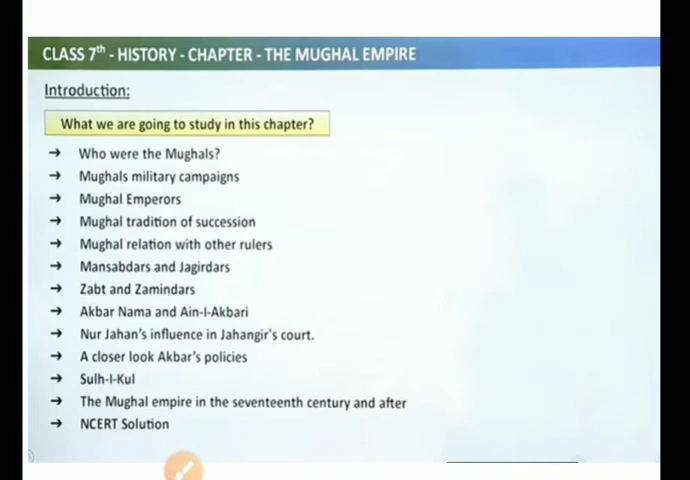 CLASS 7th - HISTORY - CHAPTER - THE MUGHAL EMPIRE
Introduction:
What we are going to study in this chapter?
→ Who were the Mughals?
→ Mughals military campaigns
→ Mughal Emperors
→ Mughal tradition of succession
→ Mughal relation with other rulers
→ Mansabdars and Jagirdars
→ Zabt and Zamindars
→ Akbar Nama and Ain-I-Akbari
→ Nur Jahan's influence in Jahangir's court.
→ A closer look Akbar's policies
→ Sulh-I-Kul
→ The Mughal empire in the seventeenth century and after
→ NCERT Solution